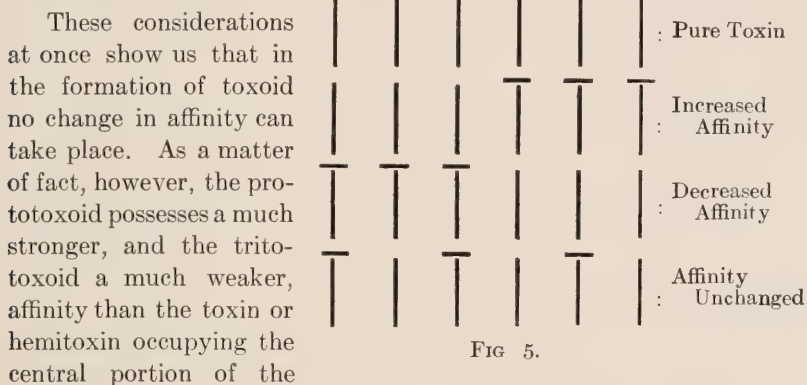 These considerations
at once show us that in
the formation of toxoid
no change in affinity can
take place. As a matter
of fact, however, the pro-
totoxoid possesses a much
stronger, and the trito-
toxoid a much weaker,
affinity than the toxin or
hemitoxin occupying the
central portion of the
: Pure Toxin
Increased
: Affinity
Decreased
: Affinity
Affinity
: Unchanged
FIG 5.